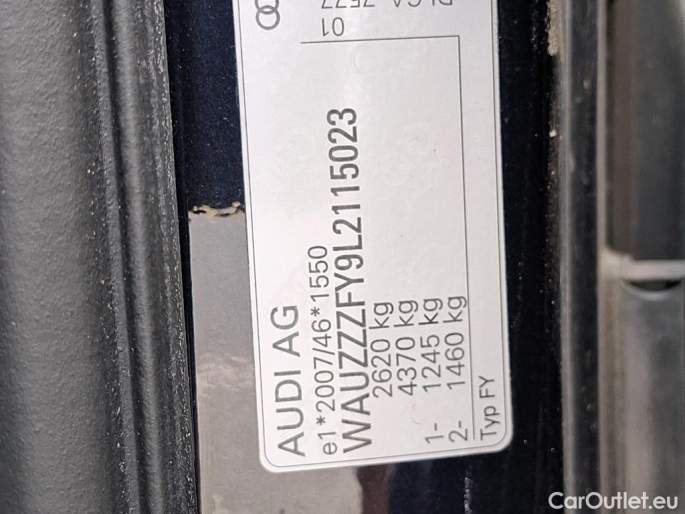 AUDI AG
e1*2007/46*1550
WAUZZZFY9L2115023
2620 kg
4370 kg
1- 1245 kg
2- 1460 kg
Typ FY
01
CarOutlet.eu